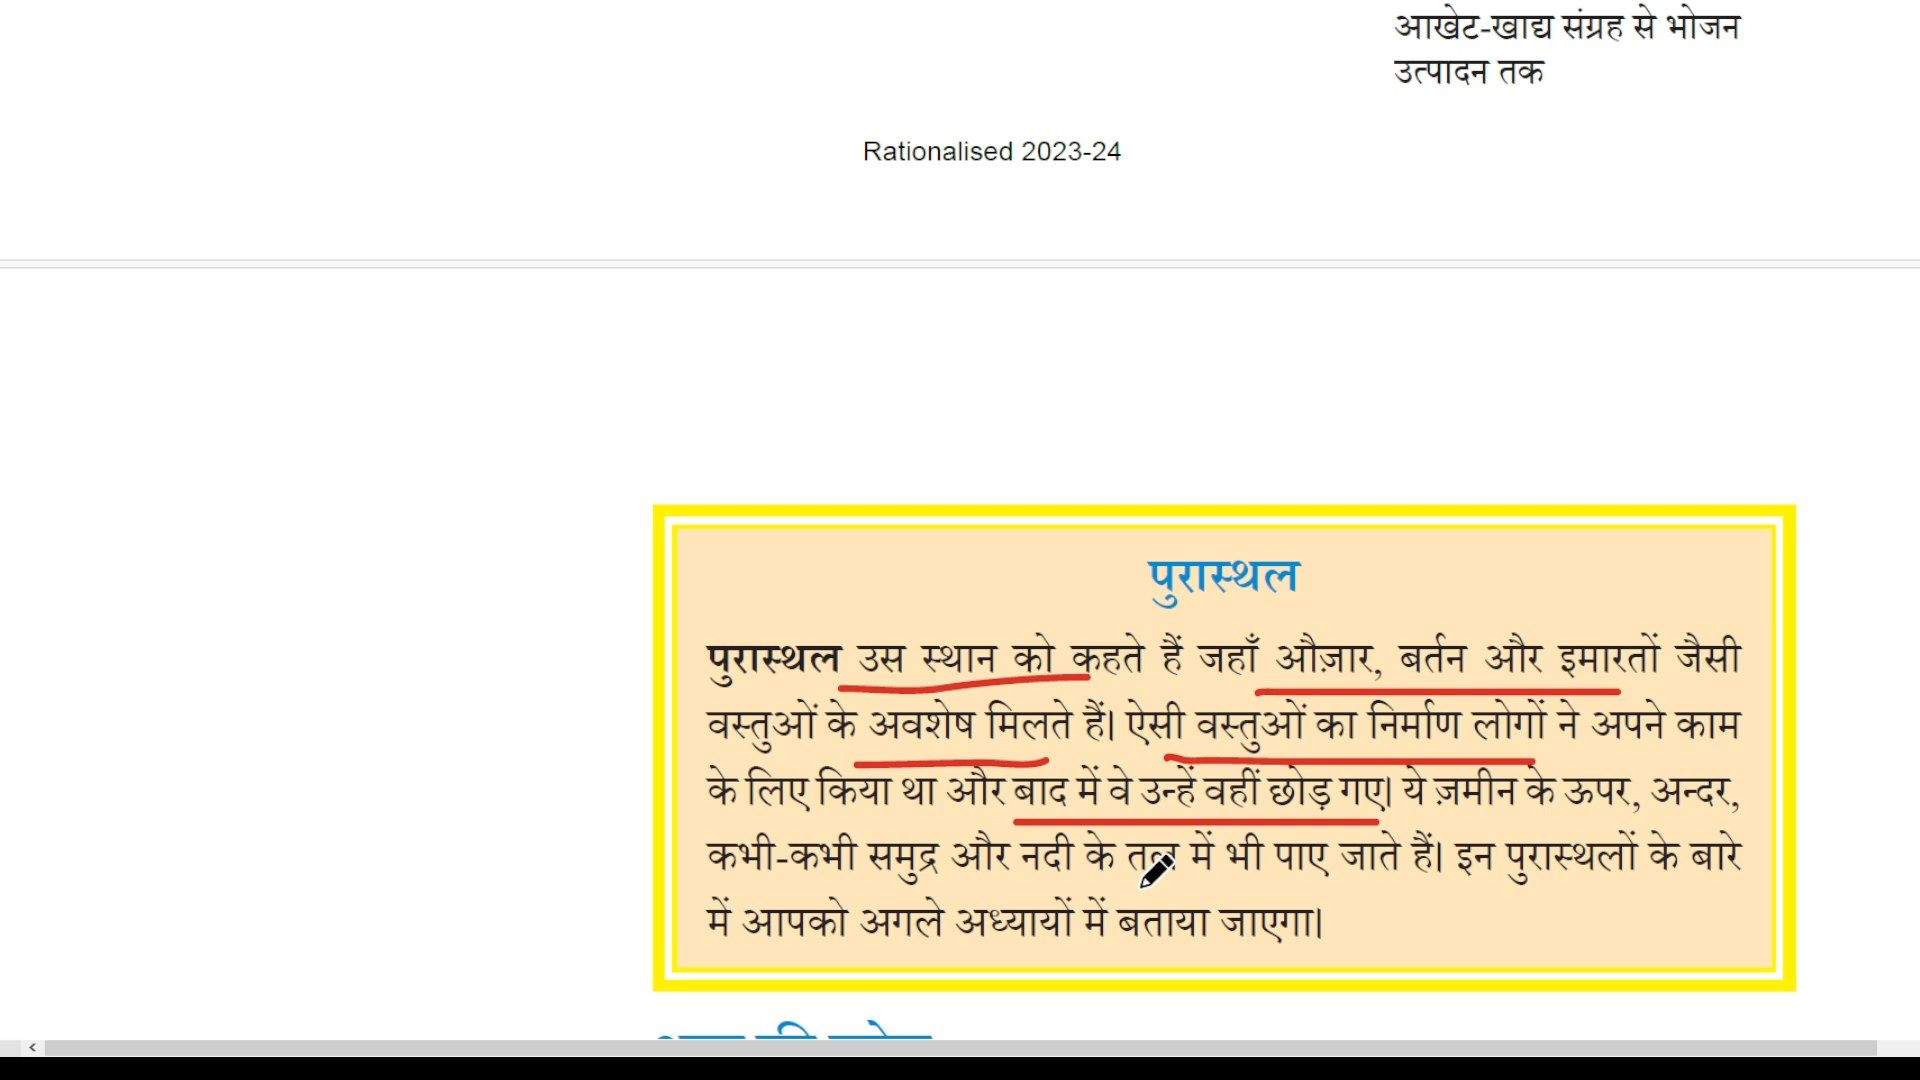 आखेट-खाद्य संग्रह से भोजन
उत्पादन तक
Rationalised 2023-24
पुरास्थल
पुरास्थल उस स्थान को कहते हैं जहाँ औज़ार, बर्तन और इमारतों जैसी
वस्तुओं के अवशेष मिलते हैं। ऐसी वस्तुओं का निर्माण लोगों ने अपने काम
के लिए किया था और बाद में वे उन्हें वहीं छोड़ गए। ये ज़मीन के ऊपर, अन्दर,
कभी-कभी समुद्र और नदी के तल में भी पाए जाते हैं। इन पुरास्थलों के बारे
में आपको अगले अध्यायों में बताया जाएगा।